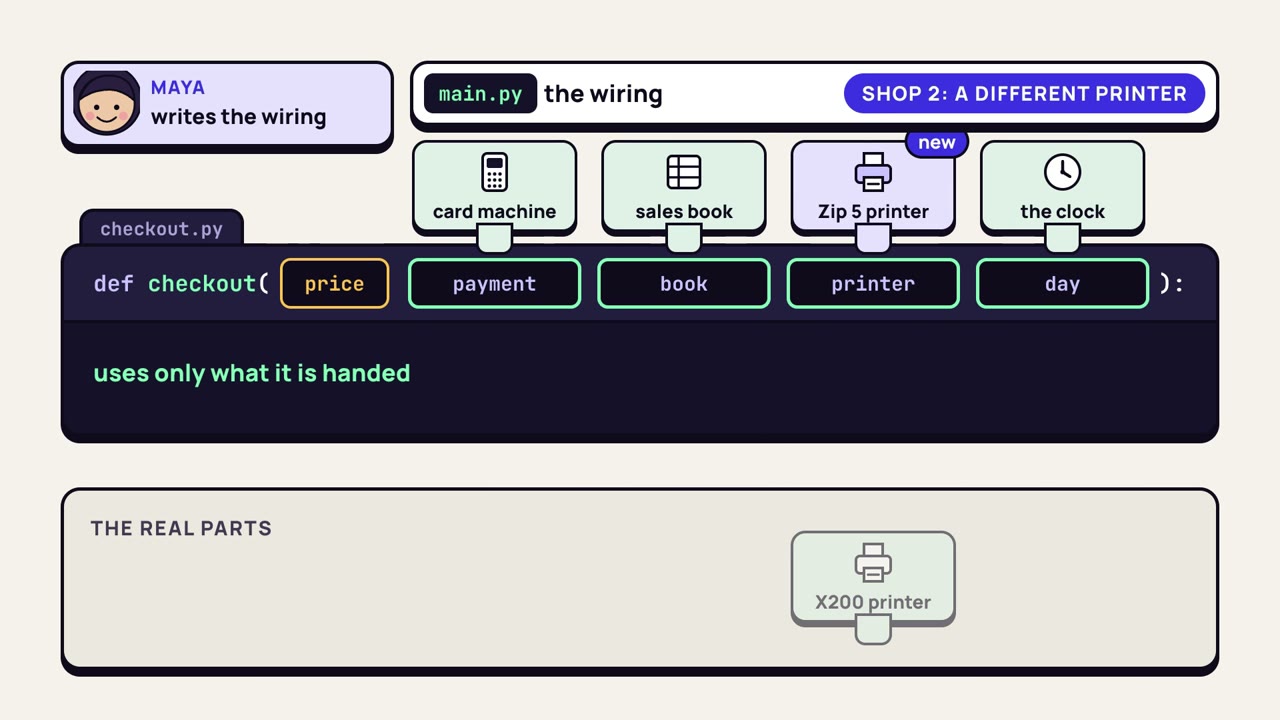 MAYA
writes the wiring
main.py the wiring
SHOP 2: A DIFFERENT PRINTER
new
card machine
sales book
Zip 5 printer
the clock
checkout.py
def checkout( price payment book printer day ):
uses only what it is handed
THE REAL PARTS
X200 printer